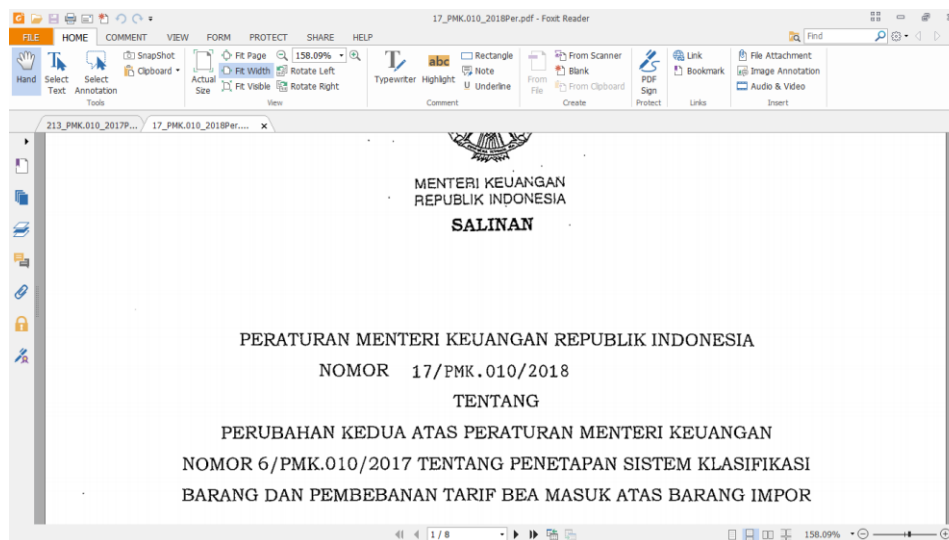 17_PMK.010_2018Per.pdf - Foxit Reader
FILE HOME COMMENT VIEW FORM PROTECT SHARE HELP
Find
Hand
Select Text
Select Annotation
SnapShot
Clipboard
Tools
Actual Size
Fit Page
Fit Width
Fit Visible
158.09%
Rotate Left
Rotate Right
View
Typewriter
Highlight
abc
Rectangle
Note
U Underline
Comment
From File
From Scanner
Blank
From Clipboard
Create
PDF Sign
Protect
Link
Bookmark
Links
File Attachment
Image Annotation
Audio & Video
Insert
213_PMK.010_2017P...
17_PMK.010_2018Per.... x
MENTERI KEUANGAN
REPUBLIK INDONESIA
SALINAN
PERATURAN MENTERI KEUANGAN REPUBLIK INDONESIA
NOMOR 17/PMK.010/2018
TENTANG
PERUBAHAN KEDUA ATAS PERATURAN MENTERI KEUANGAN
NOMOR 6/PMK.010/2017 TENTANG PENETAPAN SISTEM KLASIFIKASI
BARANG DAN PEMBEBANAN TARIF BEA MASUK ATAS BARANG IMPOR
1 / 8
158.09%